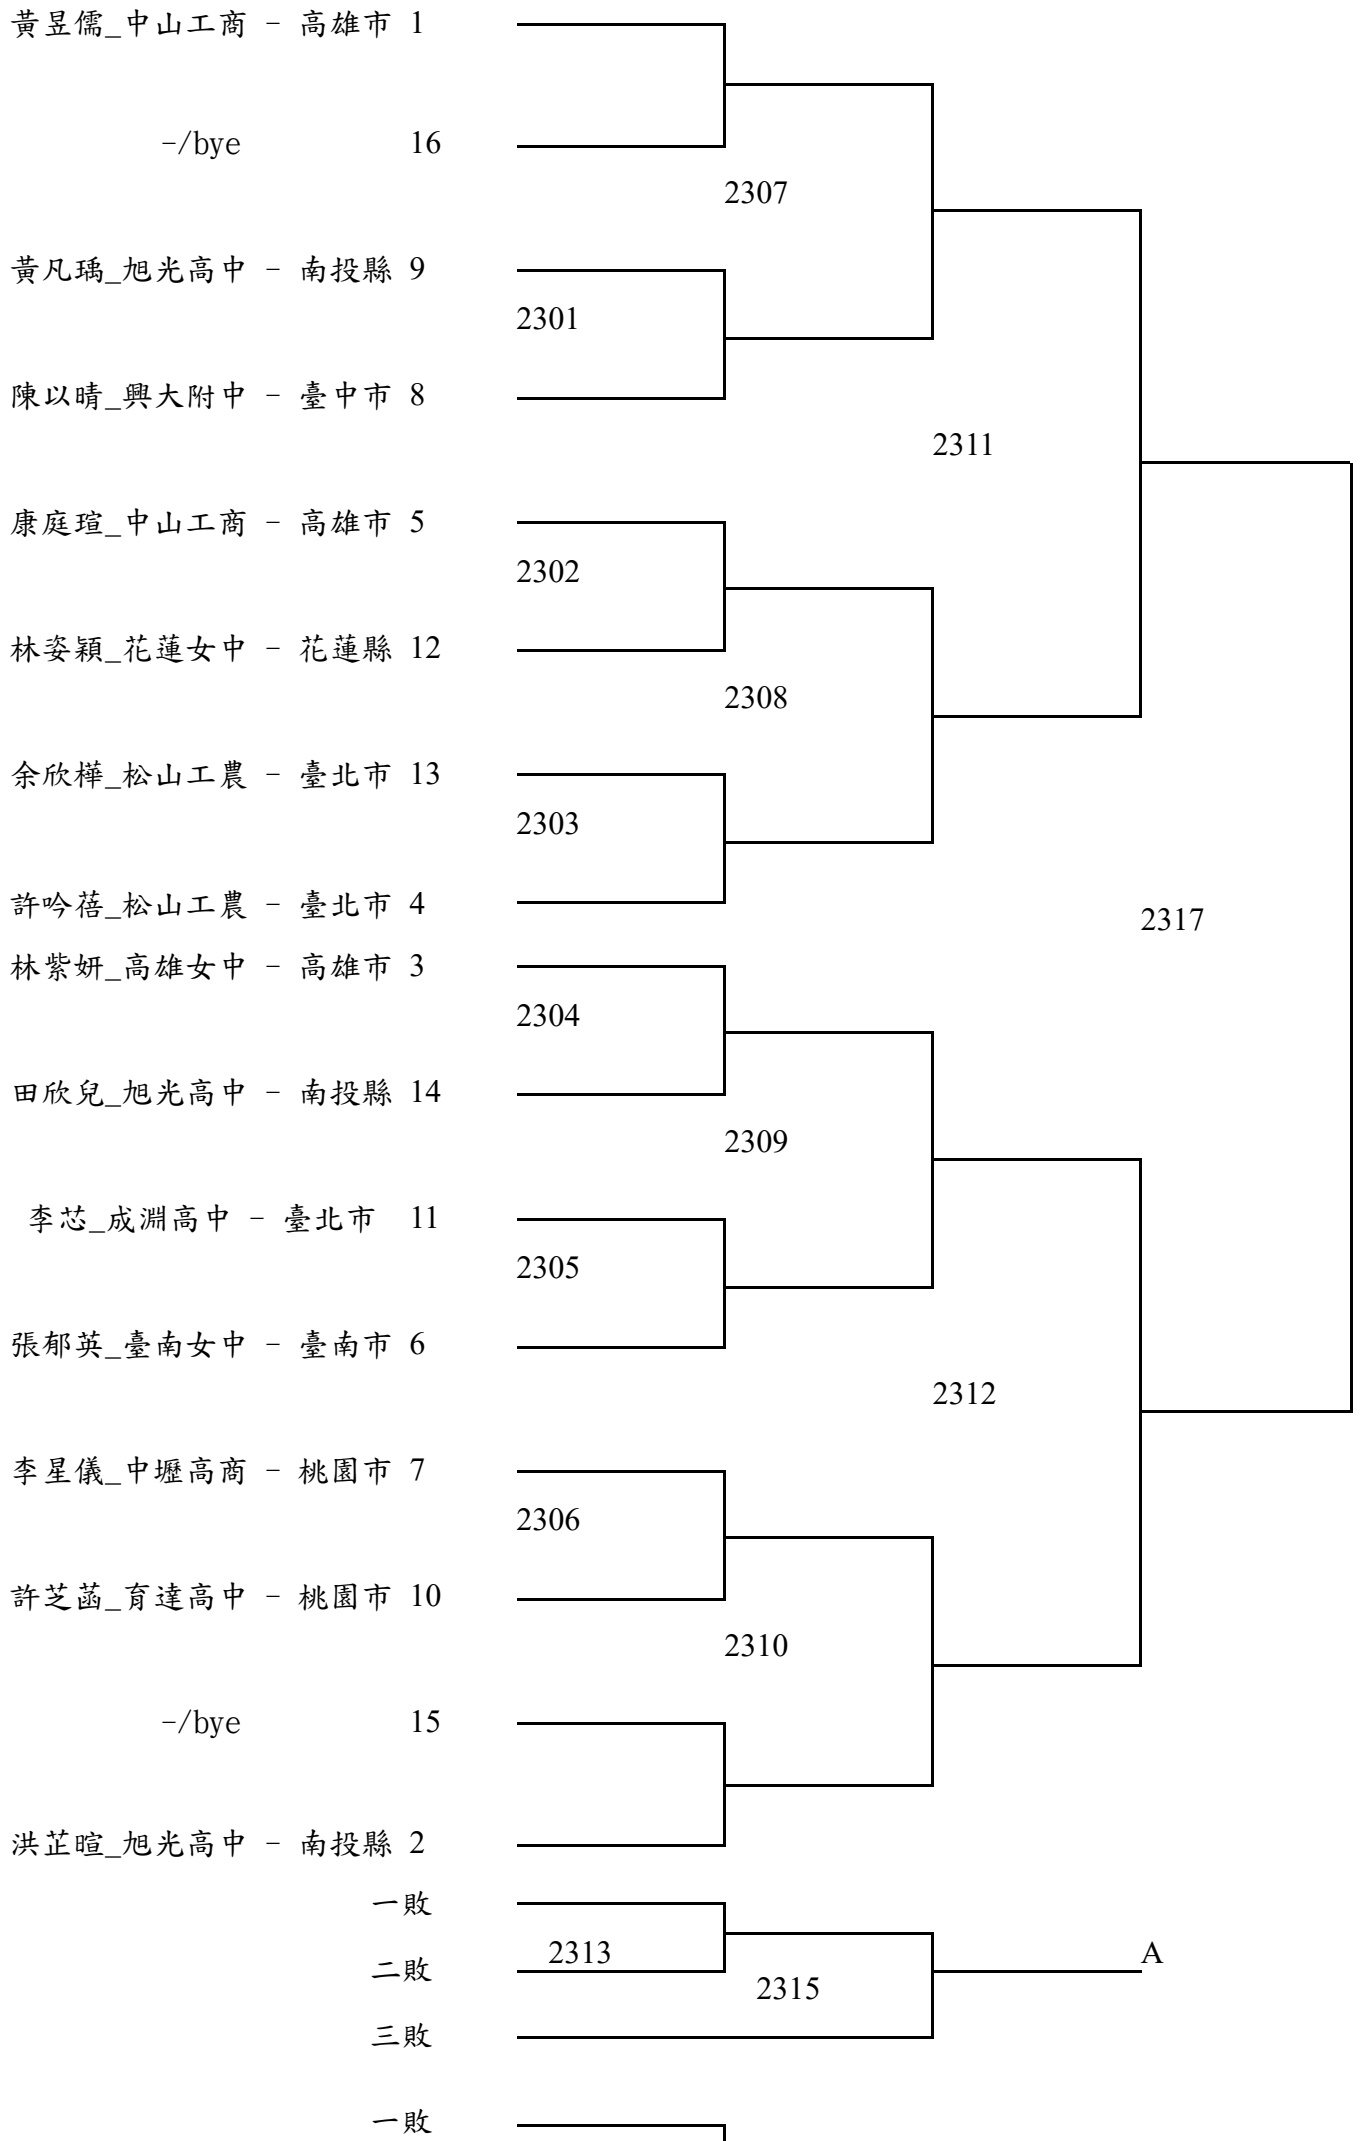 黃昱儒_中山工商 - 高雄市 1
-/bye 16
2307
黃凡瑀_旭光高中 - 南投縣 9
2301
陳以晴_興大附中 - 臺中市 8
2311
康庭瑄_中山工商 - 高雄市 5
2302
林姿穎_花蓮女中 - 花蓮縣 12
2308
余欣樺_松山工農 - 臺北市 13
2303
許吟蓓_松山工農 - 臺北市 4
2317
林紫妍_高雄女中 - 高雄市 3
2304
田欣兒_旭光高中 - 南投縣 14
2309
李芯_成淵高中 - 臺北市 11
2305
張郁英_臺南女中 - 臺南市 6
2312
李星儀_中壢高商 - 桃園市 7
2306
許芝菡_育達高中 - 桃園市 10
2310
-/bye 15
洪芷暄_旭光高中 - 南投縣 2
一敗
2313
A
二敗
2315
三敗
一敗